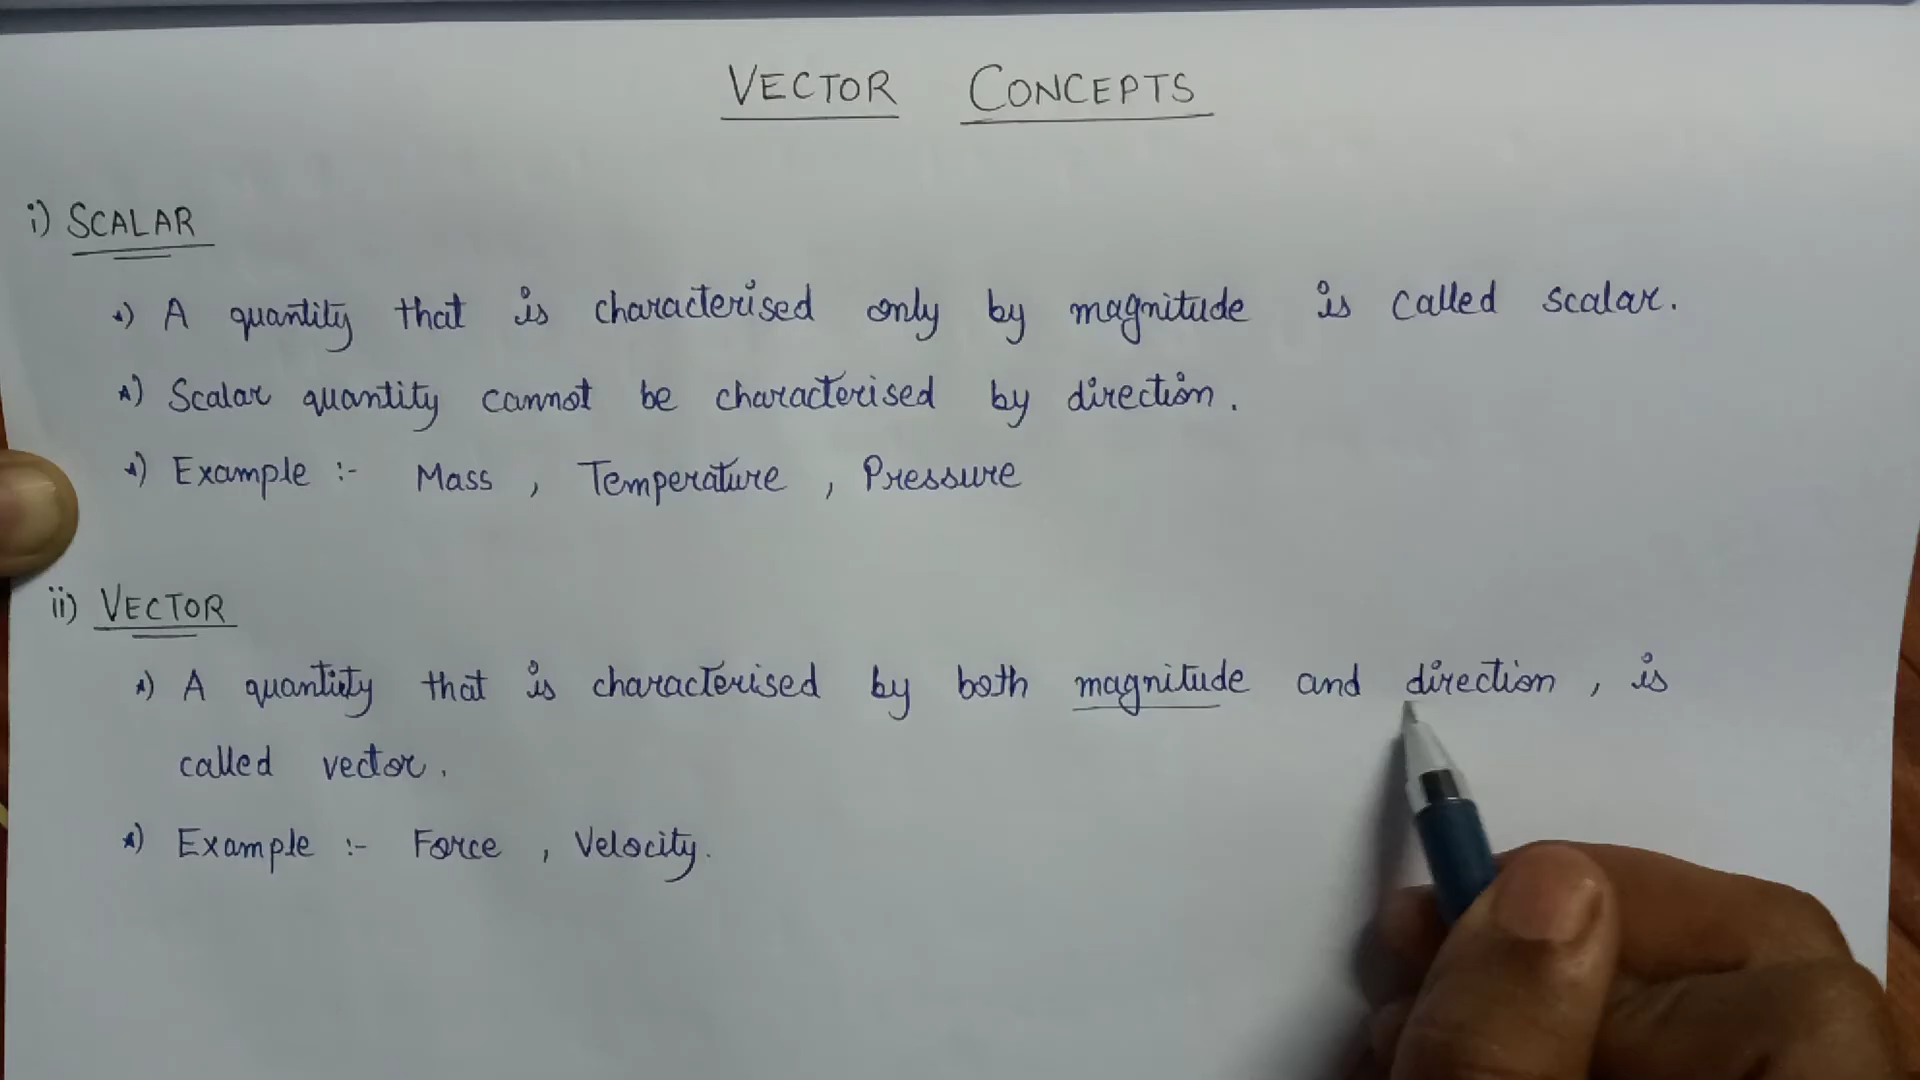 VECTOR CONCEPTS
i) SCALAR
*) A quantity that is characterised only by magnitude is called scalar.
*) Scalar quantity cannot be characterised by direction.
*) Example :- Mass , Temperature , Pressure
ii) VECTOR
*) A quantiety that is characterised by both magnitude and direction , is
called vector.
*) Example :- Force , Velocity.